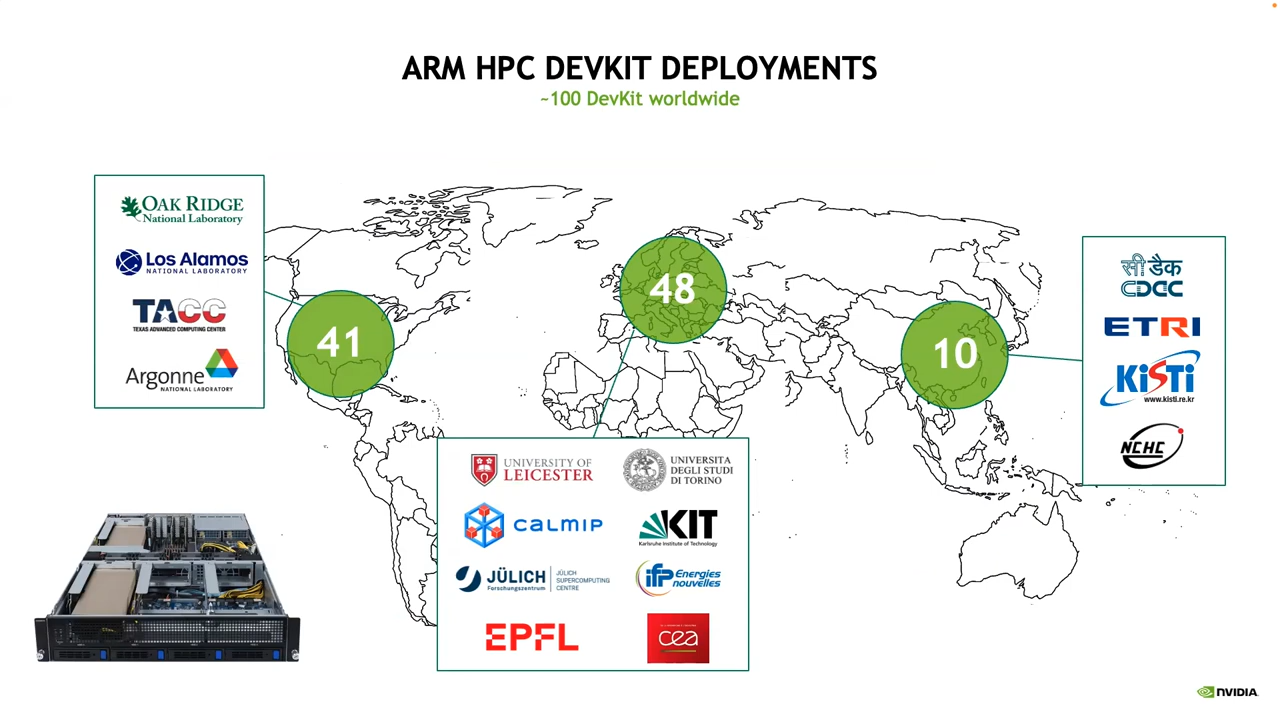 ARM HPC DEVKIT DEPLOYMENTS
~100 DevKit worldwide
OAK RIDGE
National Laboratory
Los Alamos
NATIONAL LABORATORY
TACC
TEXAS ADVANCED COMPUTING CENTER
Argonne
NATIONAL LABORATORY
41
48
10
सी डैक
CDAC
ETRI
KiSTi
www.kisti.re.kr
NCHC
UNIVERSITY OF
LEICESTER
UNIVERSITA
DEGLI STUDI
DI TORINO
CALMIP
KIT
Karlsruhe Institute of Technology
JÜLICH
Forschungszentrum
JÜLICH
SUPERCOMPUTING
CENTRE
ifp Energies
nouvelles
EPFL
cea
NVIDIA